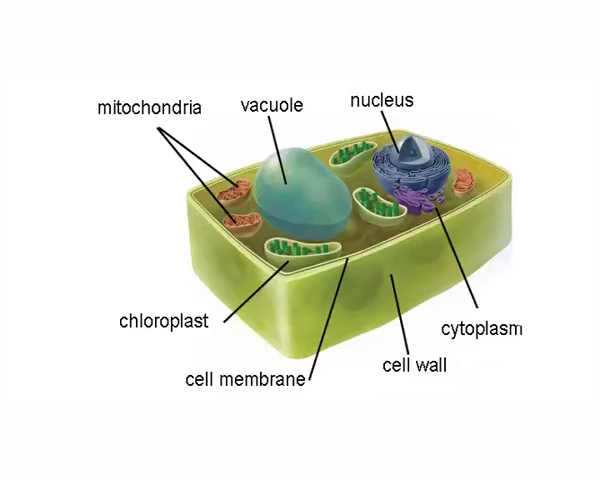 mitochondria
vacuole
nucleus
chloroplast
cytoplasm
cell wall
cell membrane